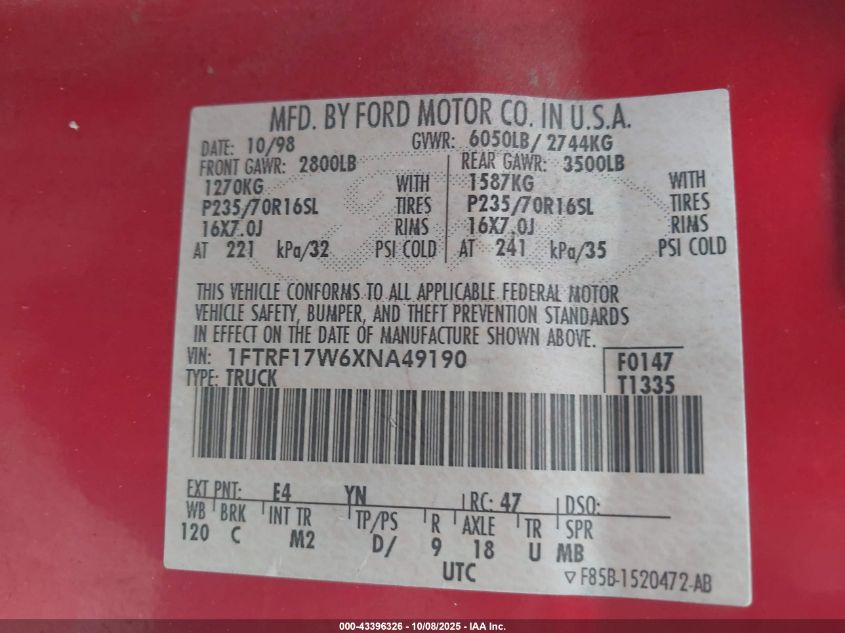 MFD. BY FORD MOTOR CO. IN U.S.A.
DATE: 10/98 GVWR: 6050LB/ 2744KG
FRONT GAWR: 2800LB REAR GAWR: 3500LB
1270KG WITH 1587KG WITH
P235/70R16SL TIRES P235/70R16SL TIRES
16X7.0J RIMS 16X7.0J RIMS
AT 221 kPa/32 PSI COLD AT 241 kPa/35 PSI COLD
THIS VEHICLE CONFORMS TO ALL APPLICABLE FEDERAL MOTOR
VEHICLE SAFETY, BUMPER, AND THEFT PREVENTION STANDARDS
IN EFFECT ON THE DATE OF MANUFACTURE SHOWN ABOVE.
VIN: 1FTRF17W6XNA49190 F0147
TYPE: TRUCK T1335
EXT PNT: E4 YN RC: 47 DSO:
WB BRK INT TR TP/PS R AXLE TR SPR
120 C M2 D/ 9 18 U MB
UTC ▽F85B-1520472-AB
000-43396326 - 10/08/2025 - IAA Inc.